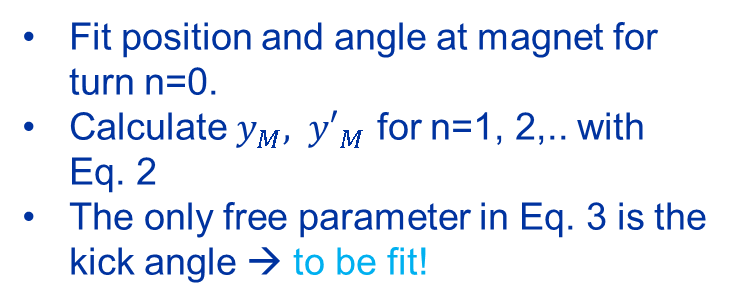 • Fit position and angle at magnet for
turn n=0.
• Calculate y_M, y'_M for n=1, 2,.. with
Eq. 2
• The only free parameter in Eq. 3 is the
kick angle → to be fit!